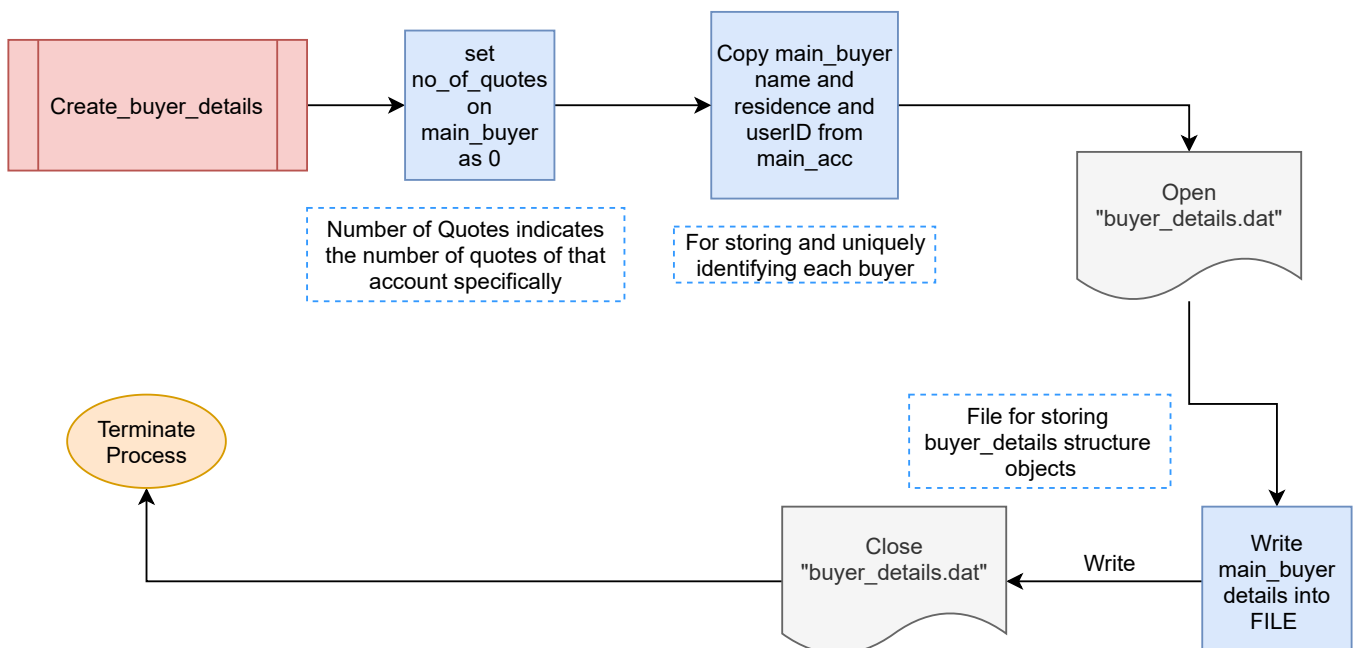 Create_buyer_details
set
no_of_quotes
on
main_buyer
as 0
Copy main_buyer
name and
residence and
userID from
main_acc
Open
"buyer_details.dat"
Number of Quotes indicates
the number of quotes of that
account specifically
For storing and uniquely
identifying each buyer
File for storing
buyer_details structure
objects
Write
main_buyer
details into
FILE
Write
Close
"buyer_details.dat"
Terminate
Process